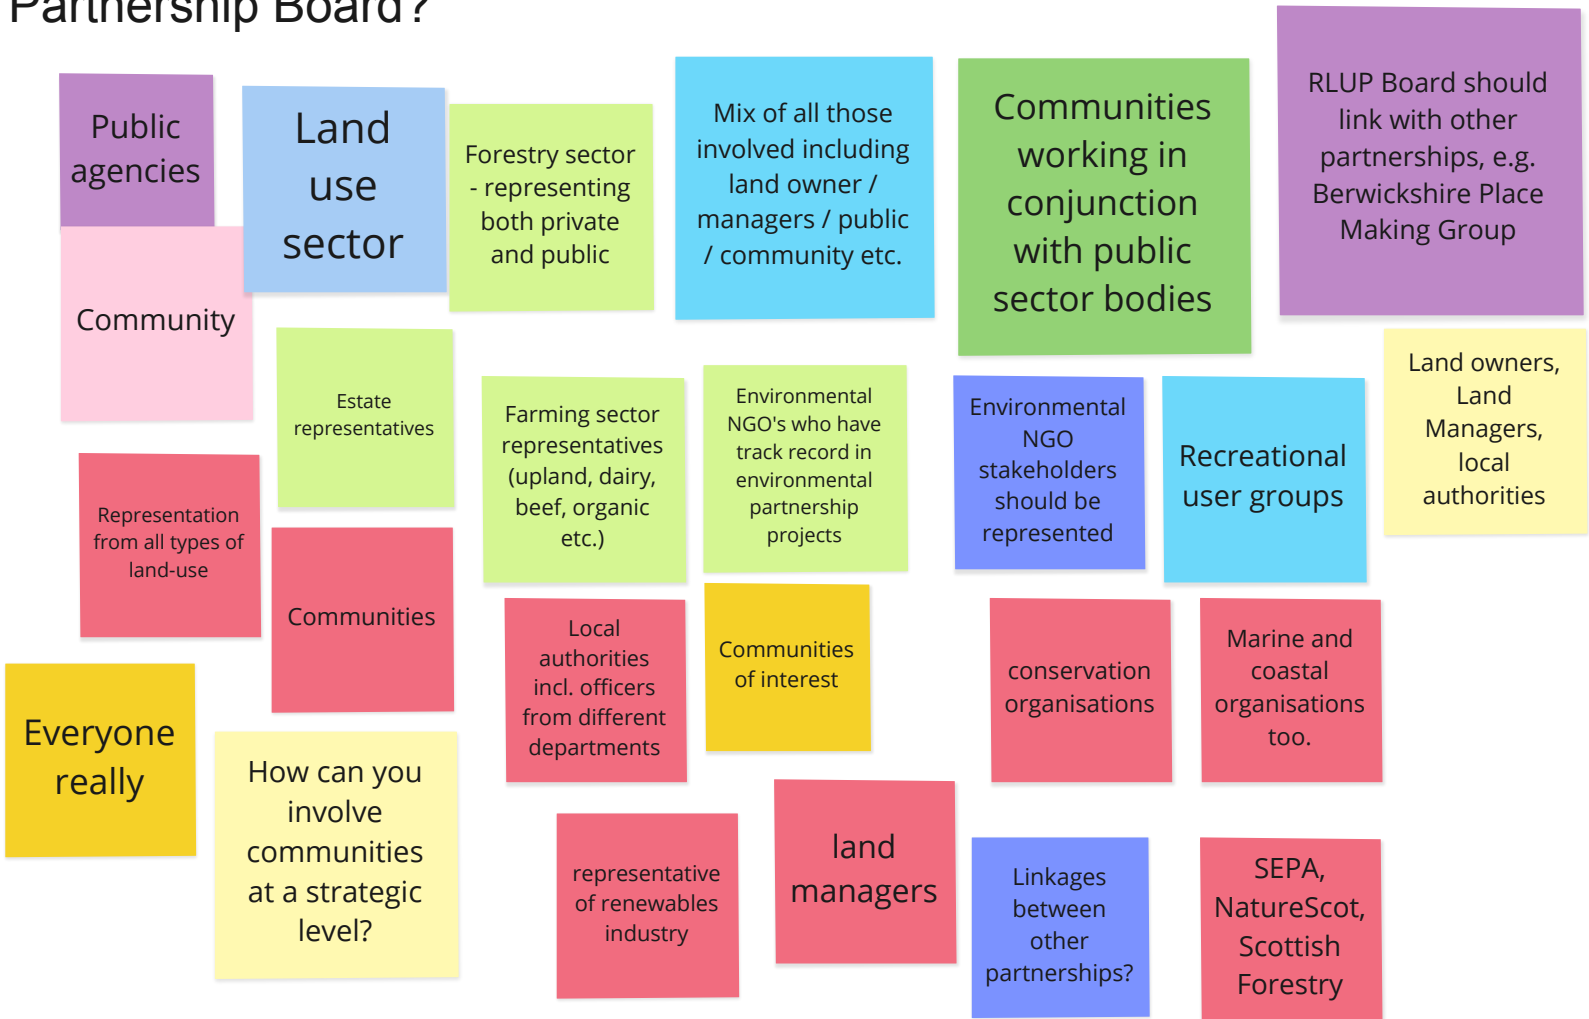 Partnership Board?
Public
agencies
Land
use
sector
Forestry sector
- representing
both private
and public
Mix of all those
involved including
land owner /
managers / public
/ community etc.
Communities
working in
conjunction
with public
sector bodies
RLUP Board should
link with other
partnerships, e.g.
Berwickshire Place
Making Group
Community
Estate
representatives
Farming sector
representatives
(upland, dairy,
beef, organic
etc.)
Environmental
NGO's who have
track record in
environmental
partnership
projects
Environmental
NGO
stakeholders
should be
represented
Recreational
user groups
Land owners,
Land
Managers,
local
authorities
Representation
from all types of
land-use
Communities
Local
authorities
incl. officers
from different
departments
Communities
of interest
conservation
organisations
Marine and
coastal
organisations
too.
Everyone
really
How can you
involve
communities
at a strategic
level?
representative
of renewables
industry
land
managers
Linkages
between
other
partnerships?
SEPA,
NatureScot,
Scottish
Forestry